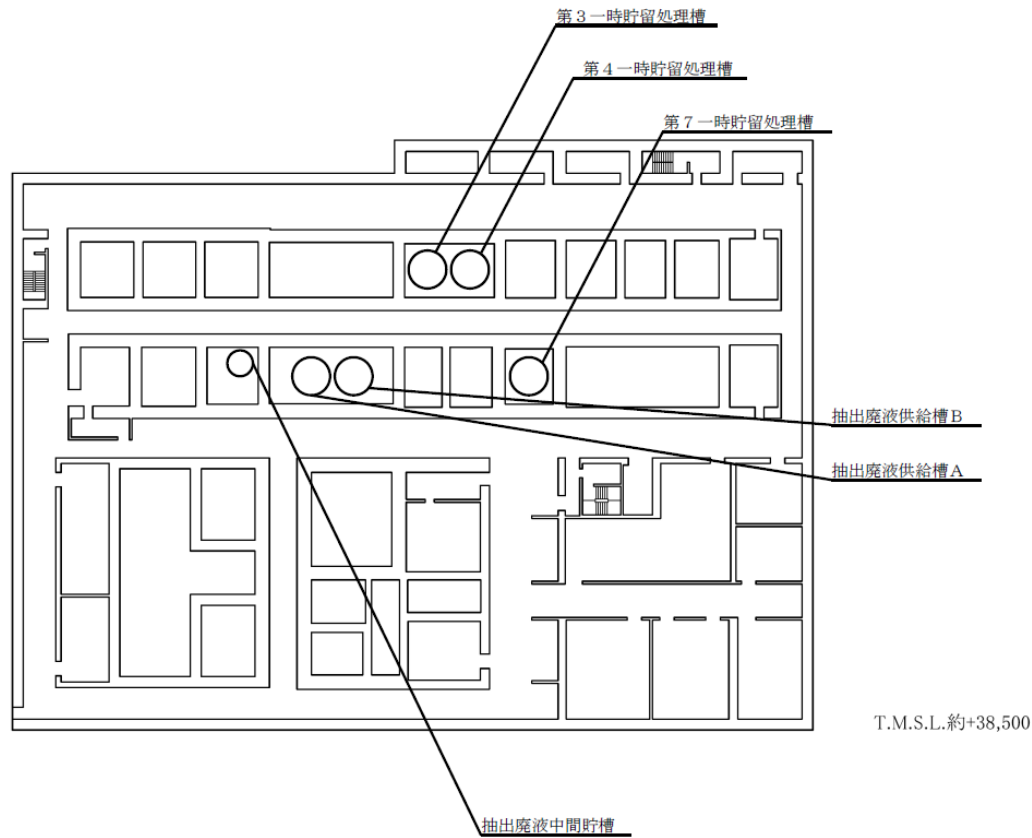 第３一時貯留処理槽
第４一時貯留処理槽
第７一時貯留処理槽
抽出廃液供給槽Ｂ
抽出廃液供給槽Ａ
T.M.S.L.約+38,500
抽出廃液中間貯槽